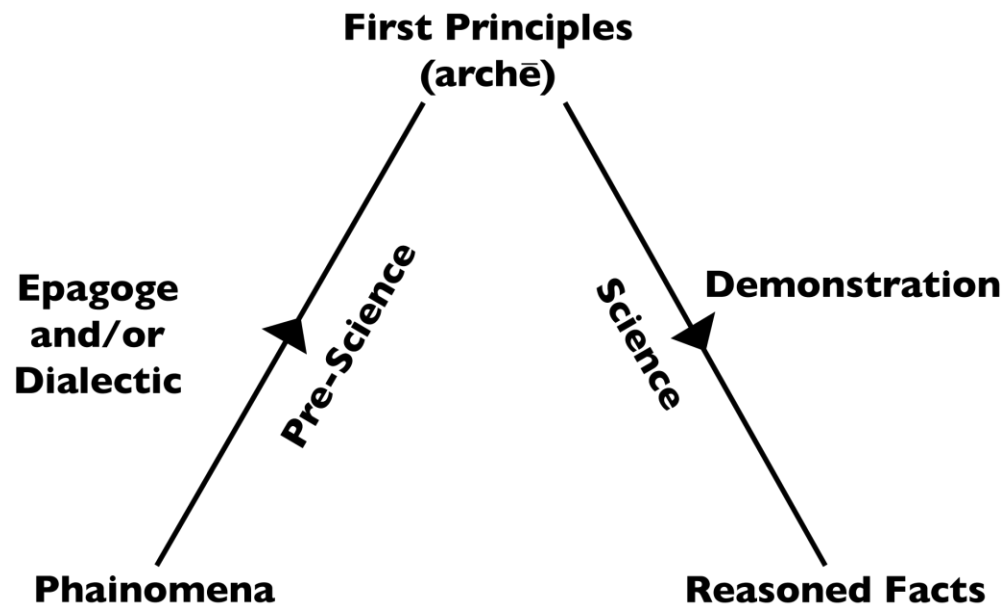 First Principles
(archē)
Epagoge
and/or
Dialectic
Pre-Science
Science
Demonstration
Phainomena
Reasoned Facts